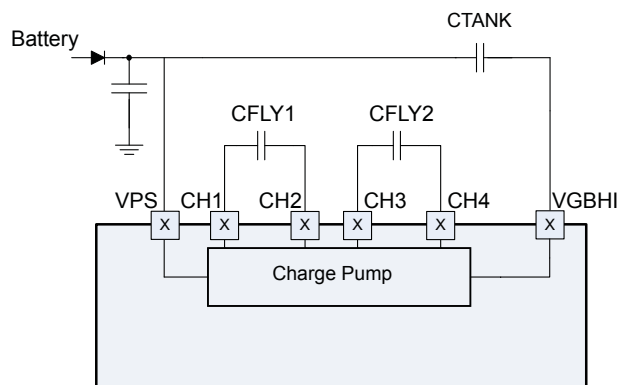 CTANK
Battery
CFLY1 CFLY2
VPS CH1 CH2 CH3 CH4 VGBHI
X X X X X X
Charge Pump